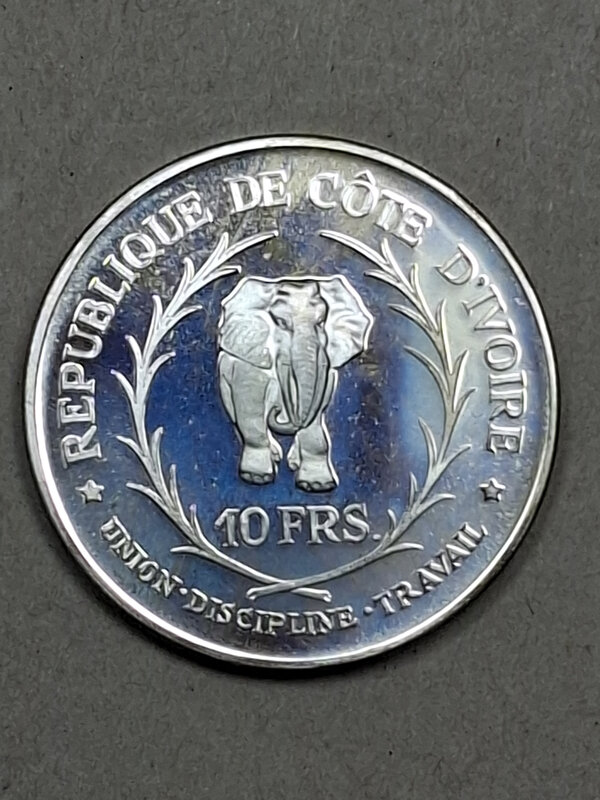 REPUBLIQUE DE CÔTE D'IVOIRE
10 FRS.
UNION·DISCIPLINE·TRAVAIL